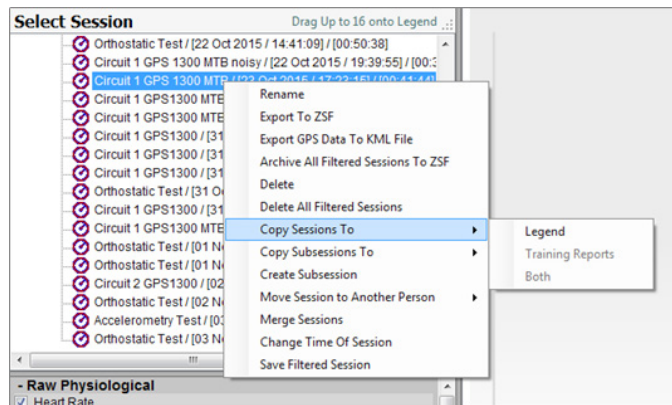 Select Session
Drag Up to 16 onto Legend
Orthostatic Test / [22 Oct 2015 / 14:41:09] / [00:50:38]
Circuit 1 GPS 1300 MTB noisy / [22 Oct 2015 / 19:39:55] / [00:3
Circuit 1 GPS 1300 MTB / [23 Oct 2015 / 17:23:15] / [00:41:44]
Circuit 1 GPS1300 MTE
Circuit 1 GPS1300 MTE
Circuit 1 GPS1300 / [31
Circuit 1 GPS1300 / [31
Orthostatic Test / [31 O
Circuit 1 GPS1300 / [31
Circuit 1 GPS1300 MTE
Orthostatic Test / [01 N
Orthostatic Test / [01 N
Circuit 2 GPS1300 / [02
Orthostatic Test / [02 N
Accelerometry Test / [03
Orthostatic Test / [03 N
Rename
Export To ZSF
Export GPS Data To KML File
Archive All Filtered Sessions To ZSF
Delete
Delete All Filtered Sessions
Copy Sessions To
Copy Subsessions To
Create Subsession
Move Session to Another Person
Merge Sessions
Change Time Of Session
Save Filtered Session
Legend
Training Reports
Both
- Raw Physiological
Heart Rate